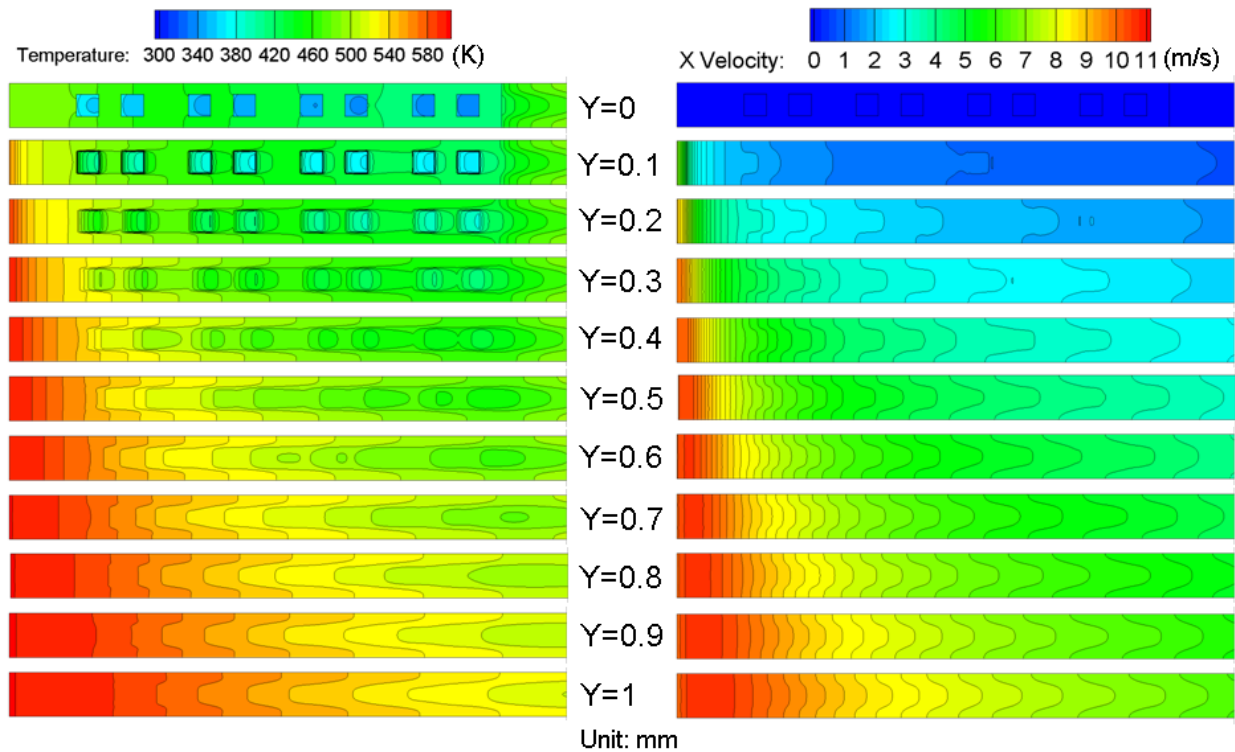 Temperature: 300 340 380 420 460 500 540 580 (K)
X Velocity: 0 1 2 3 4 5 6 7 8 9 10 11 (m/s)
Y=0
Y=0.1
Y=0.2
Y=0.3
Y=0.4
Y=0.5
Y=0.6
Y=0.7
Y=0.8
Y=0.9
Y=1
Unit: mm